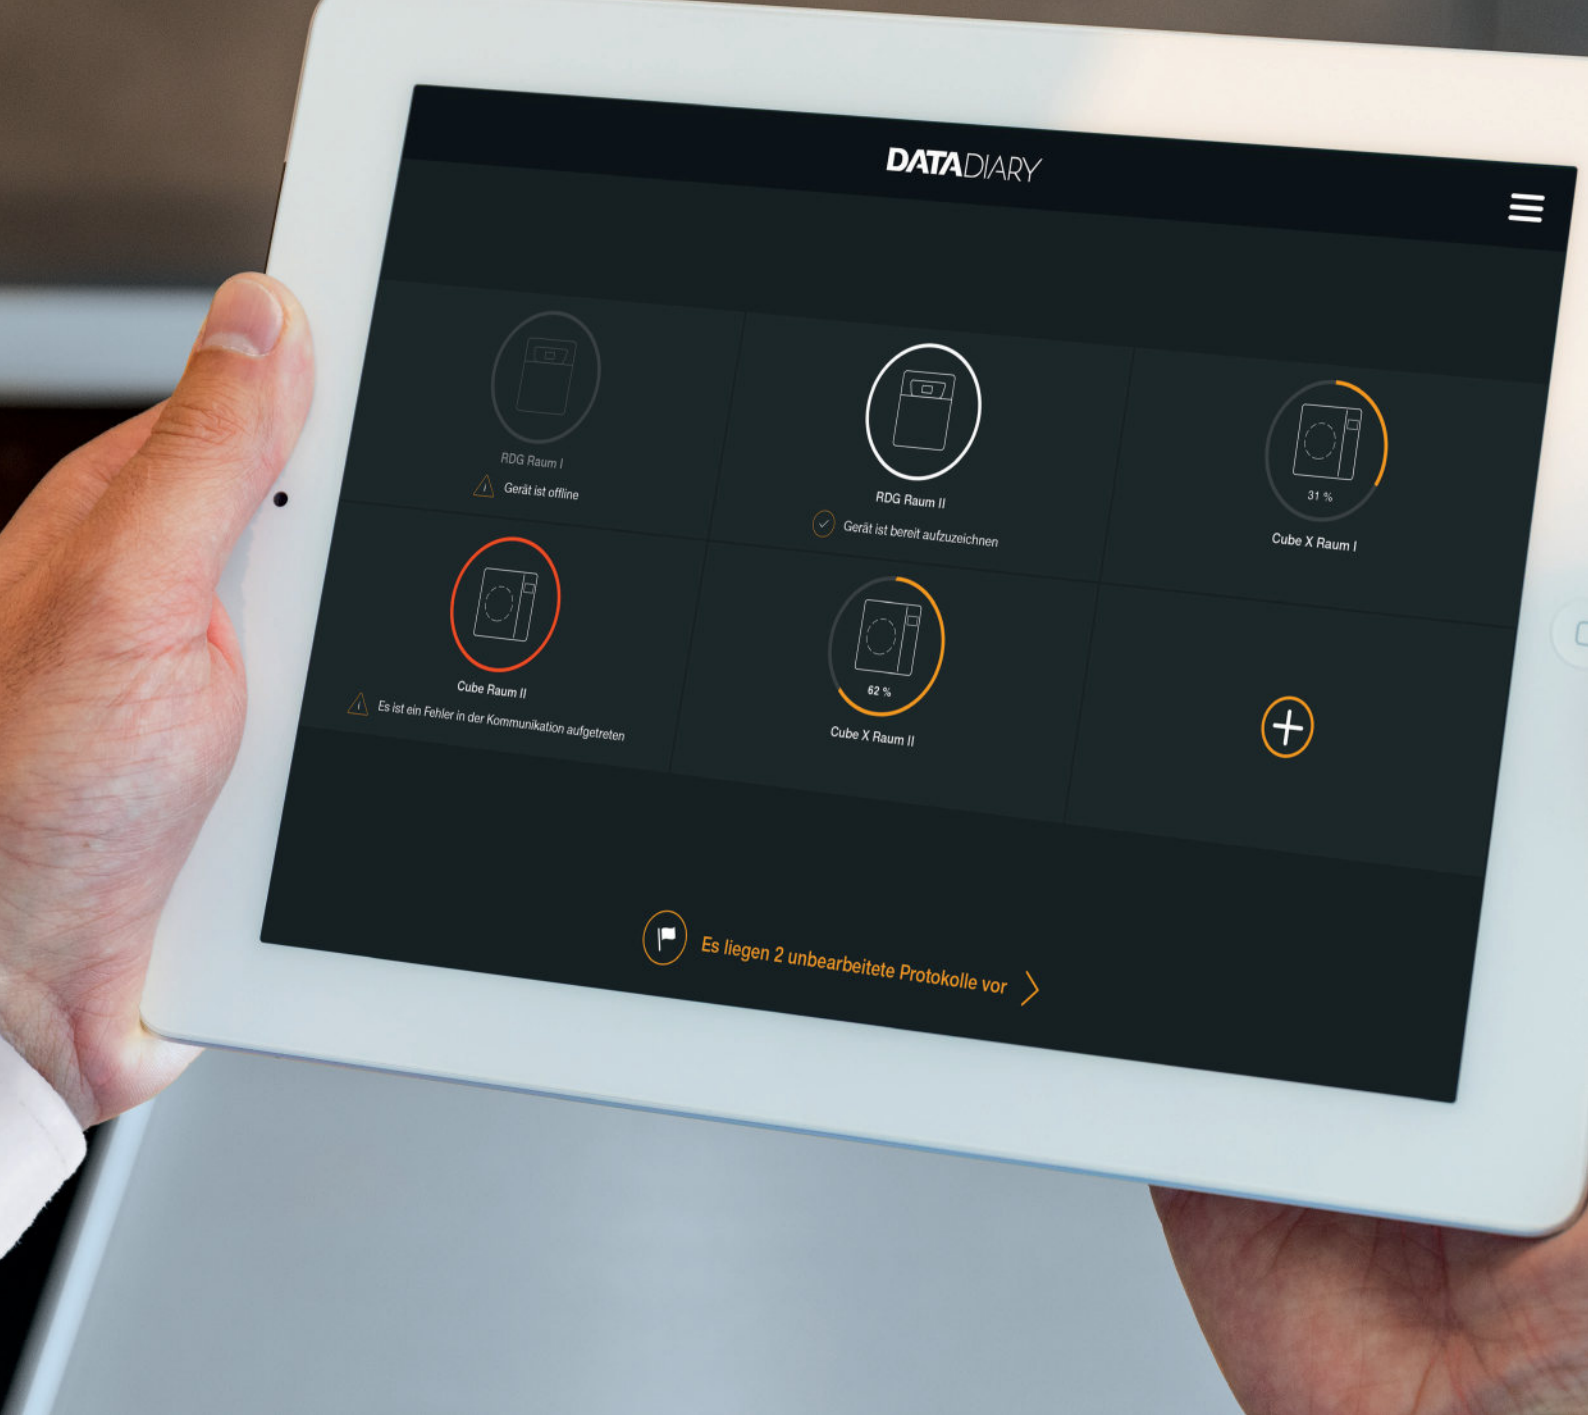 DATADIARY
RDG Raum I
Gerät ist offline
RDG Raum II
Gerät ist bereit aufzuzeichnen
31 %
Cube X Raum I
Cube Raum II
Es ist ein Fehler in der Kommunikation aufgetreten
62 %
Cube X Raum II
Es liegen 2 unbearbeitete Protokolle vor